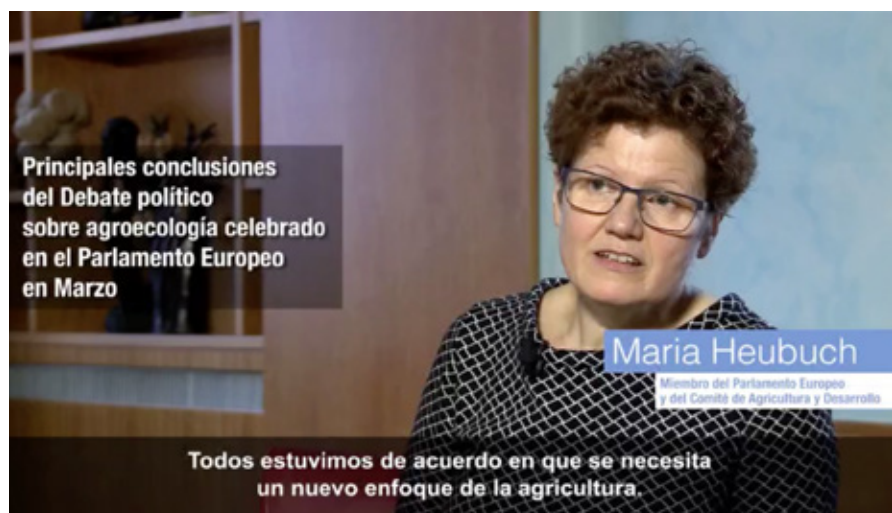 Principales conclusiones
del Debate político
sobre agroecología celebrado
en el Parlamento Europeo
en Marzo
Maria Heubuch
Miembro del Parlamento Europeo
y del Comité de Agricultura y Desarrollo
Todos estuvimos de acuerdo en que se necesita
un nuevo enfoque de la agricultura.